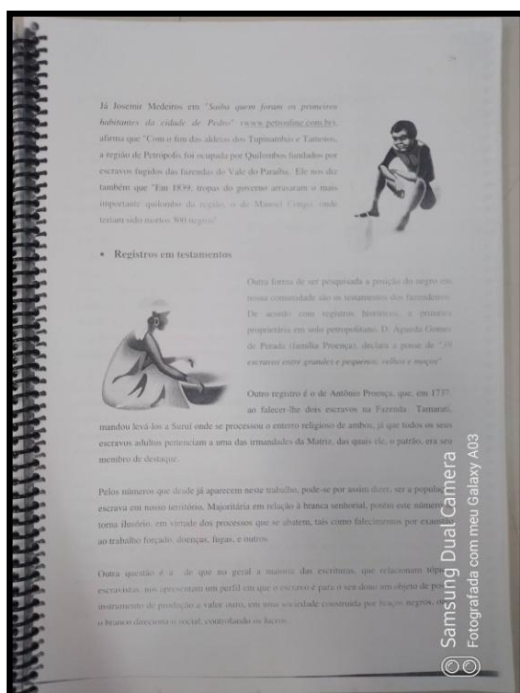 Já Josemir Medeiros em "Saiba quem foram os primeiros
habitantes da cidade de Pedro" (www.petronline.com.br),
afirma que "Com o fim das aldeias dos Tupinambás e Tamoios,
a região de Petrópolis foi ocupada por Quilombos fundados por
escravos fugidos das fazendas do Vale do Paraíba. Ele nos diz
também que "Em 1839, tropas do governo arrasaram o mais
importante quilombo da região, o de Manoel Congo, onde
teriam sido mortos 300 negros"
• Registros em testamentos
Outra forma de ser pesquisada a posição do negro em
nossa comunidade são os testamentos dos fazendeiros.
De acordo com registros históricos, a primeira
proprietária em solo petropolitano, D. Agueda Gomes
de Perada (família Proença), declara a posse de "39
escravos entre grandes e pequenos, velhos e moços"
Outro registro é o de Antônio Proença, que, em 1737,
ao falecer-lhe dois escravos na Fazenda Tamarati,
mandou levá-los a Suruí onde se processou o enterro religioso de ambos, já que todos os seus
escravos adultos pertenciam a uma das irmandades da Matriz, das quais ele, o patrão, era seu
membro de destaque.
Pelos números que desde já aparecem neste trabalho, pode-se por assim dizer, ser a
escrava em nosso território, Majoritária em relação à branca senhorial, porém este
torna ilusório, em virtude dos processos que se abatem, tais como falecimentos por
ao trabalho forçado, doenças, fugas, e outros.
Outra questão é a de que no geral a maioria das escrituras, que relacionam
escravistas, nos apresentam um perfil em que o escravo é para o seu dono um objeto de
instrumento de produção a valor ouro, em uma sociedade construída por braços negros,
o branco direciona o social, controlando os lucros
Samsung Dual Camera
Fotografada com meu Galaxy A03